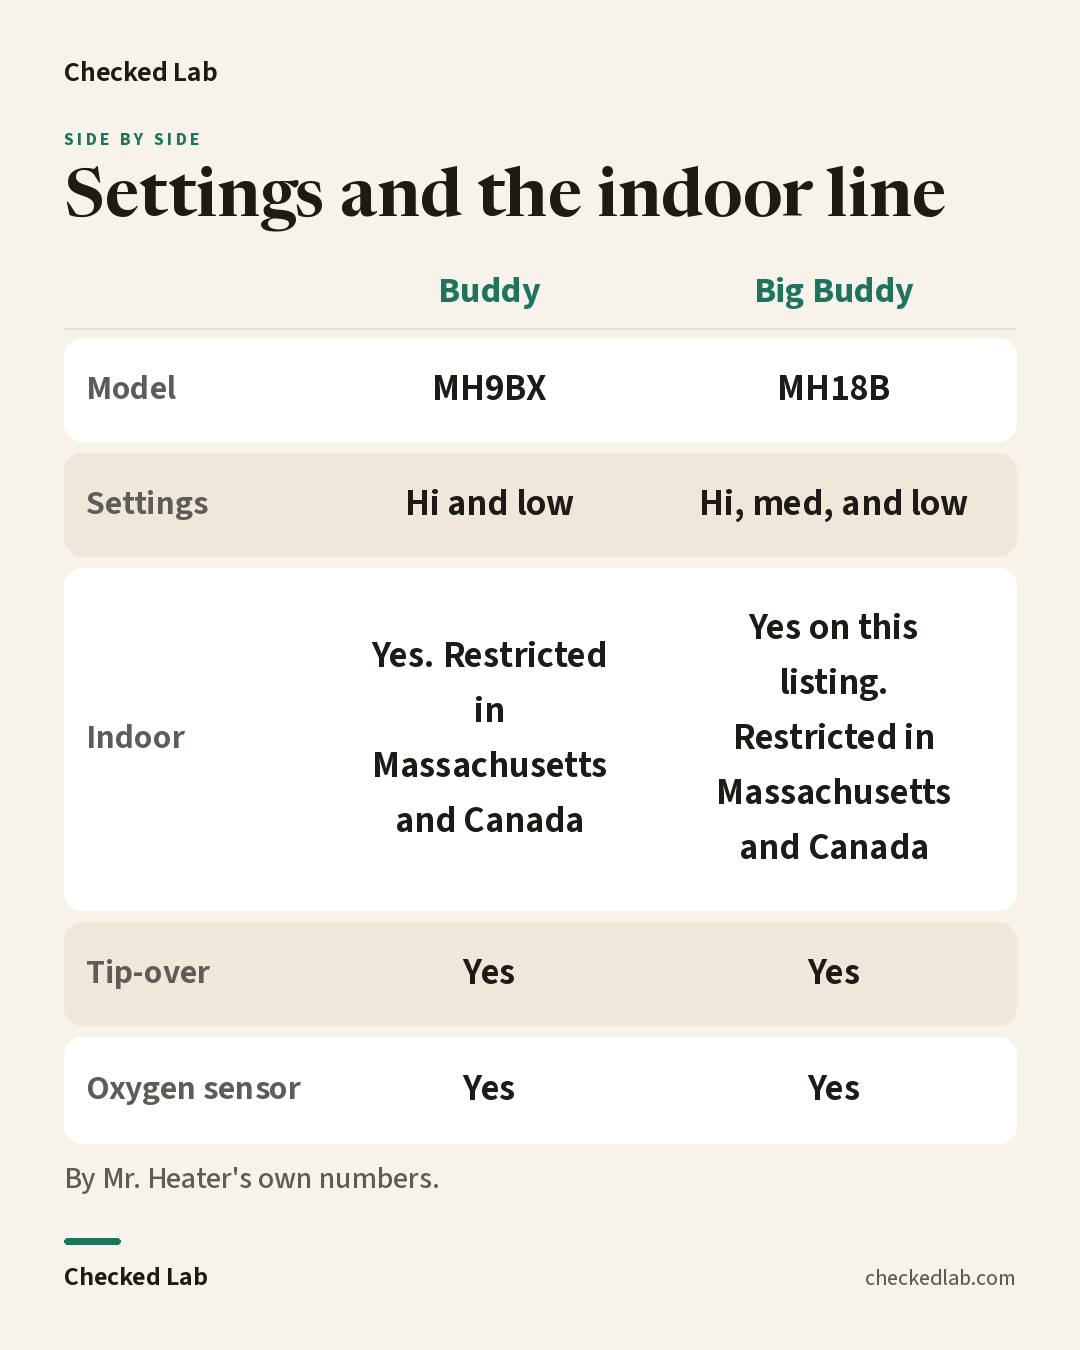 Checked Lab
SIDE BY SIDE
Settings and the indoor line
Buddy Big Buddy
Model MH9BX MH18B
Settings Hi and low Hi, med, and low
Indoor
Yes. Restricted
in
Massachusetts
and Canada
Yes on this
listing.
Restricted in
Massachusetts
and Canada
Tip-over Yes Yes
Oxygen sensor Yes Yes
By Mr. Heater's own numbers.
Checked Lab
checkedlab.com